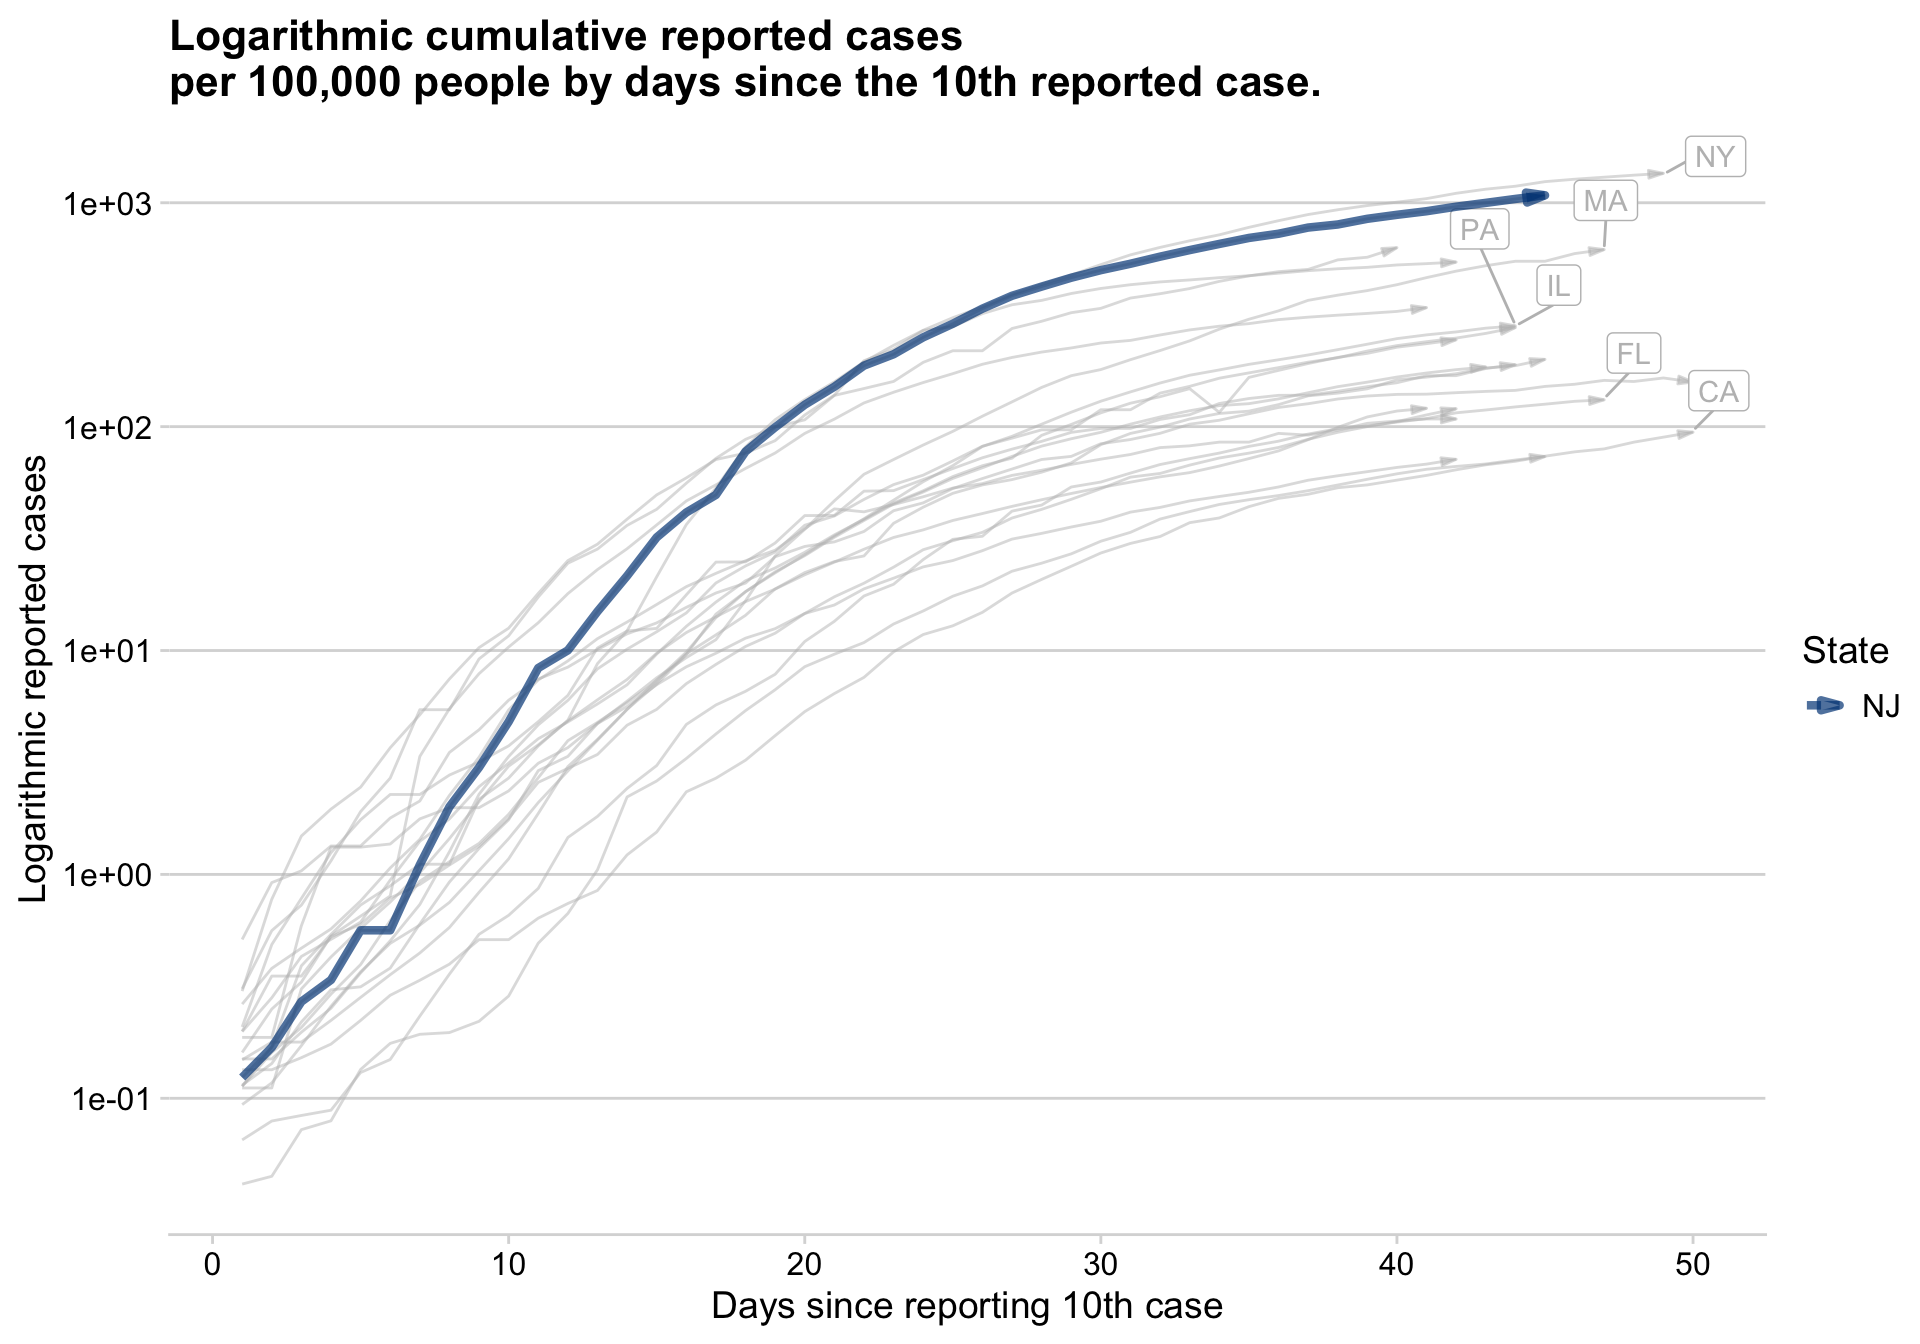 Logarithmic cumulative reported cases
per 100,000 people by days since the 10th reported case.
NY
1e+03
MA
PA
IL
FL
CA
1e+02
1e+01
1e+00
1e-01
Logarithmic reported cases
State
NJ
0 10 20 30 40 50
Days since reporting 10th case